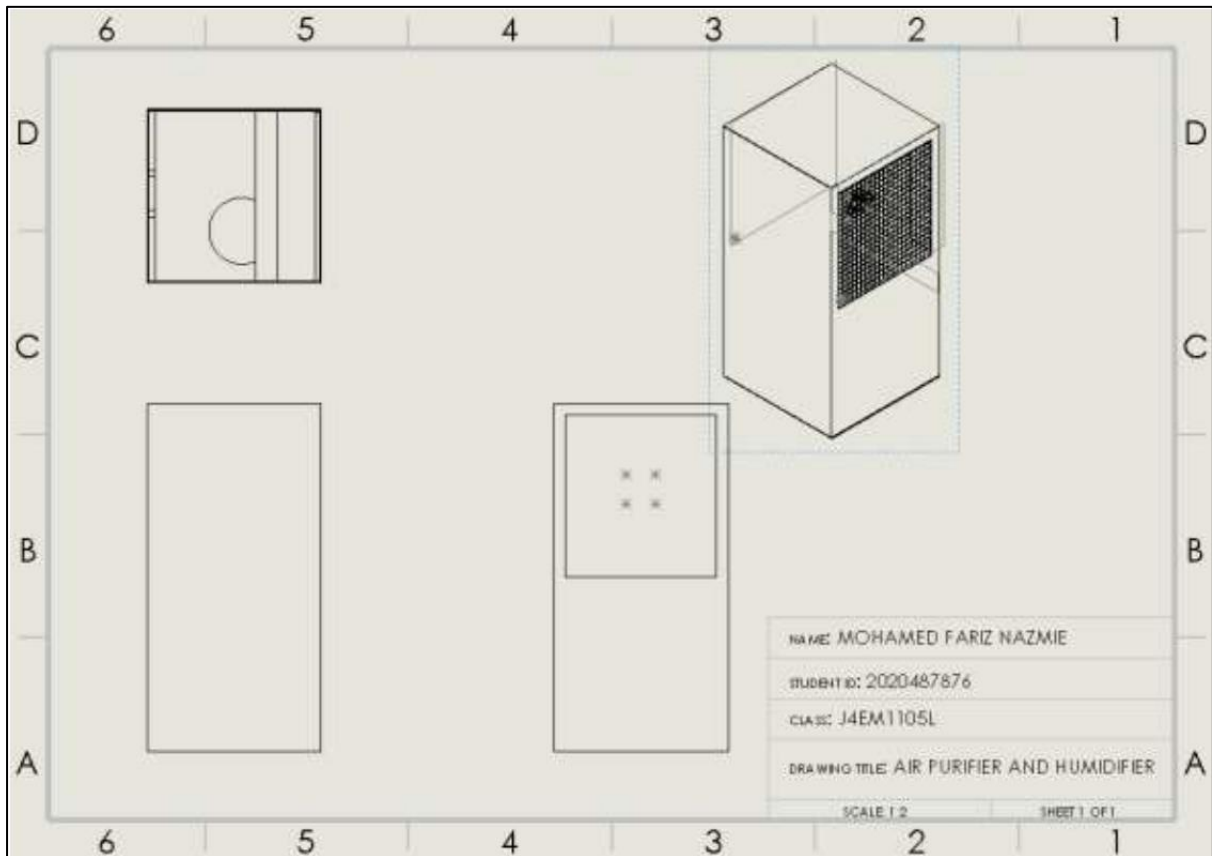 6 5 4 3 2 1
D D
C C
B B
A A
NAME: MOHAMED FARIZ NAZMIE
STUDENT ID: 2020487876
CLASS: J4EM1105L
DRAWING TITLE: AIR PURIFIER AND HUMIDIFIER
SCALE 1:2 SHEET 1 OF 1
6 5 4 3 2 1